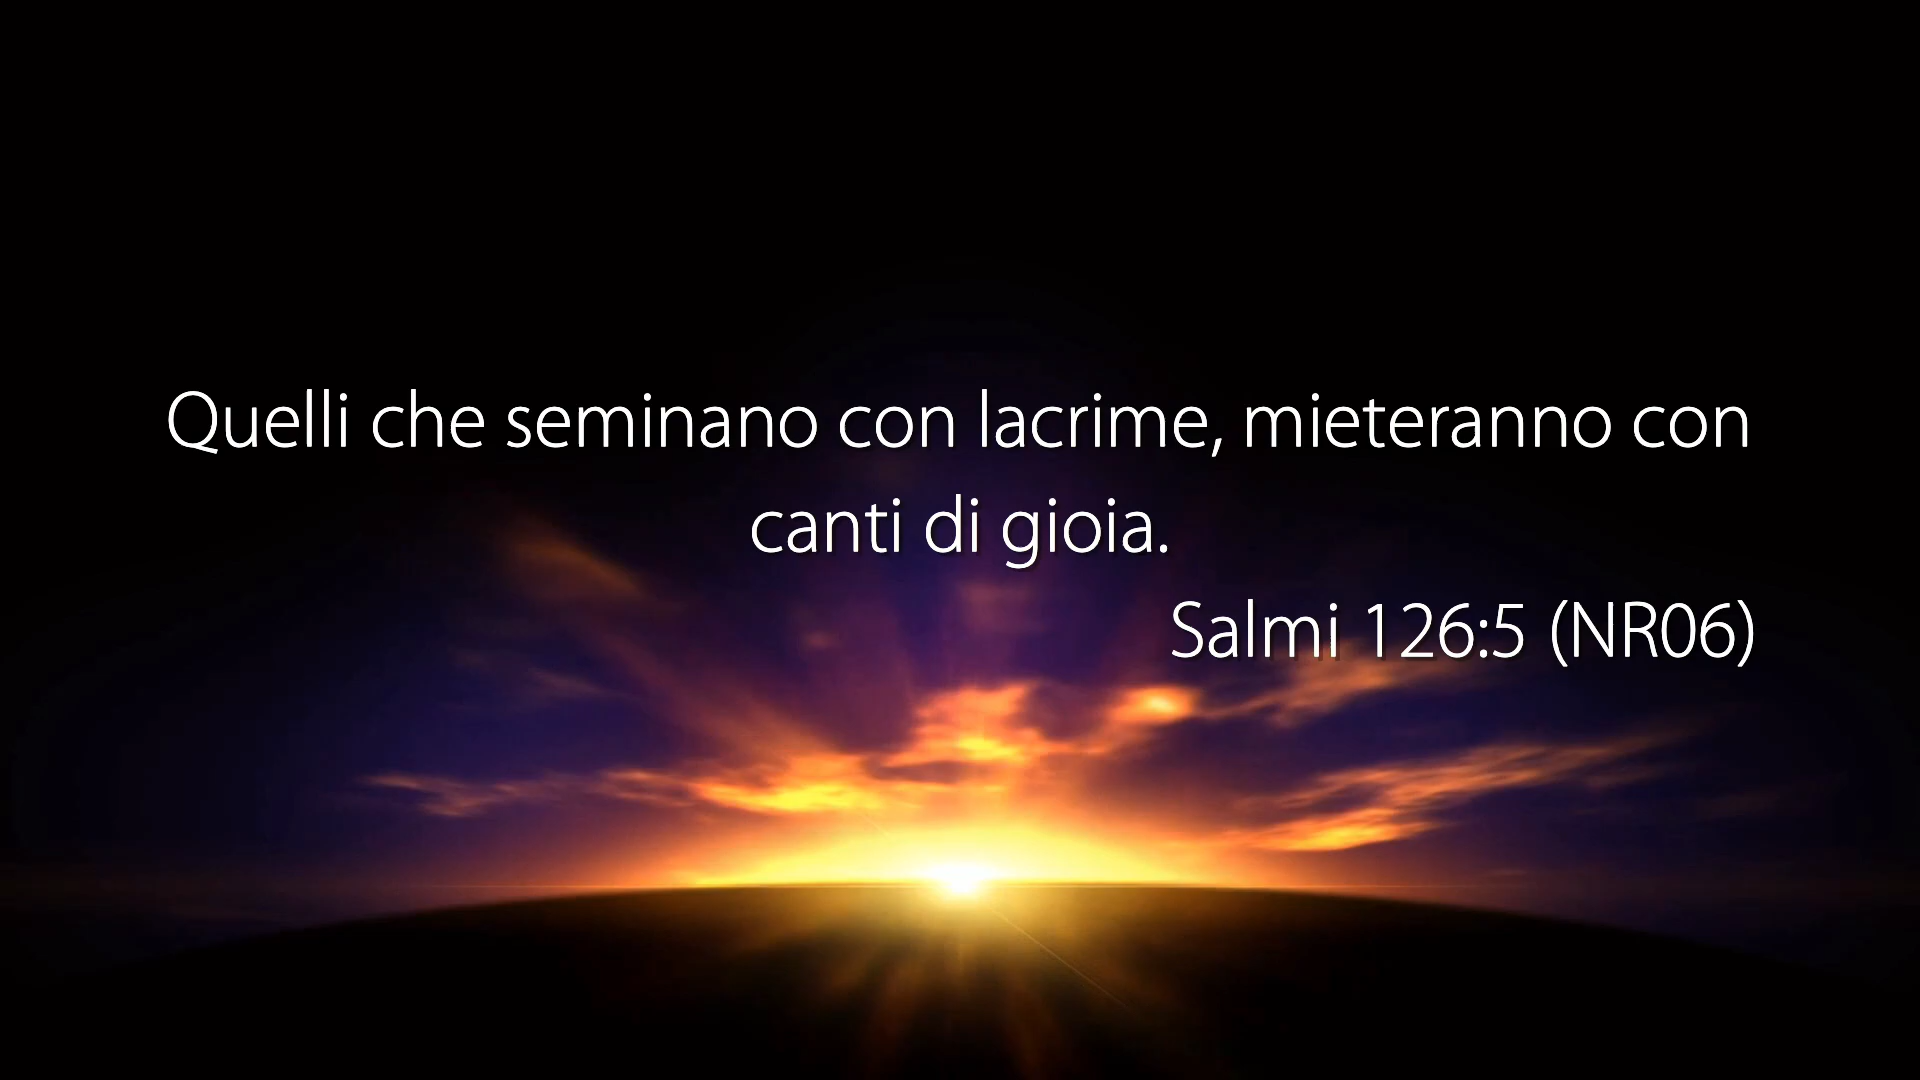 Quelli che seminano con lacrime, mieteranno con
canti di gioia.
Salmi 126:5 (NR06)